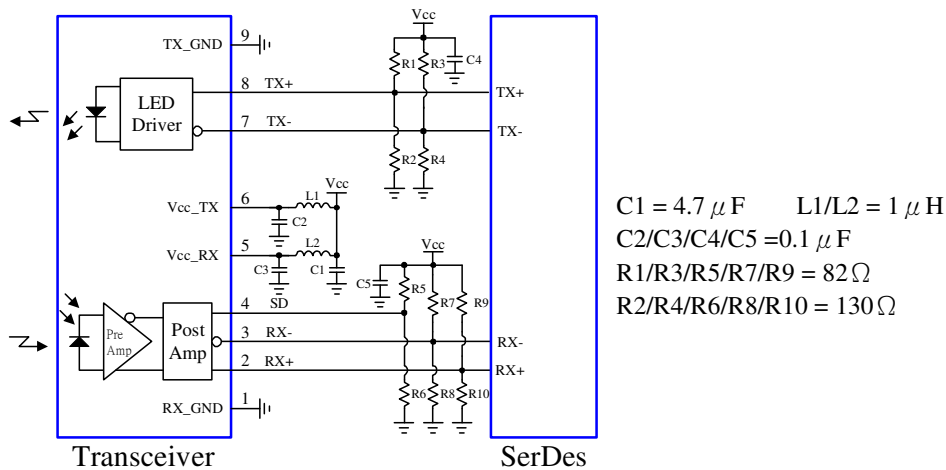 Vcc
TX_GND 9
R1 R3 C4
8 TX+ TX+
LED
Driver
7 TX- TX-
R2 R4
Vcc_TX 6 L1 Vcc
C2
Vcc_RX 5 L2 Vcc
C3 C1 C5 R5 R7 R9
4 SD
Pre
Amp
Post
Amp
3 RX- RX-
2 RX+ RX+
R6 R8 R10
RX_GND 1
Transceiver SerDes
C1 = 4.7 μF L1/L2 = 1 μH
C2/C3/C4/C5 =0.1 μF
R1/R3/R5/R7/R9 = 82Ω
R2/R4/R6/R8/R10 = 130Ω